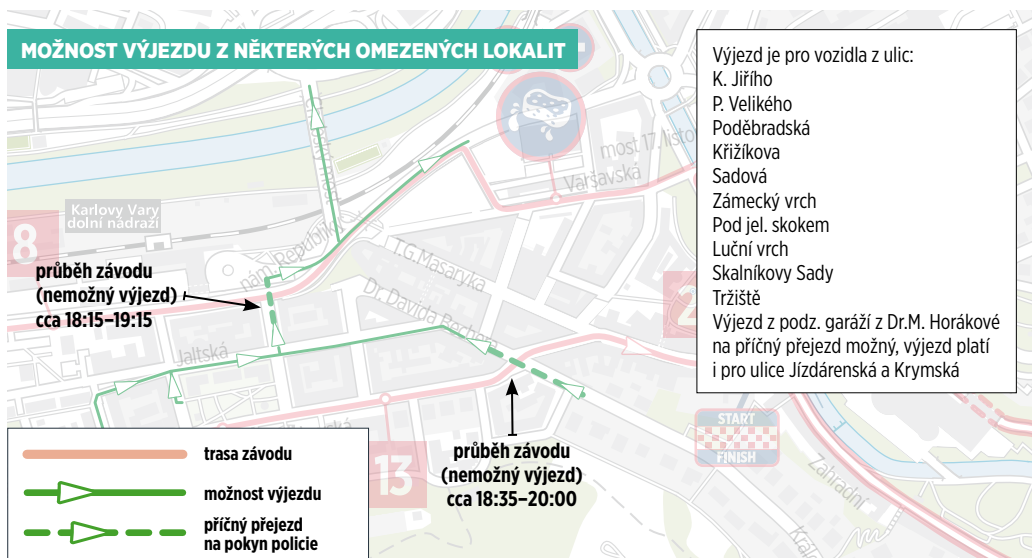 MOŽNOST VÝJEZDU Z NĚKTERÝCH OMEZENÝCH LOKALIT
Výjezd je pro vozidla z ulic:
K. Jiřího
P. Velikého
Poděbradská
Křižíkova
Sadová
Zámecký vrch
Pod jel. skokem
Luční vrch
Skalníkovy Sady
Tržiště
Výjezd z podz. garáží z Dr.M. Horákové
na příčný přejezd možný, výjezd platí
i pro ulice Jízdárenská a Krymská
most 17. listop
Varšavská
Karlovy Vary
dolní nádraží
8
nám. Republiky
T.G. Masaryka
Dr. Davida Bechera
2
průběh závodu
(nemožný výjezd)
cca 18:15–19:15
Jaltská
START
FINISH
13
průběh závodu
(nemožný výjezd)
cca 18:35–20:00
Zahradní
Král
trasa závodu
možnost výjezdu
příčný přejezd
na pokyn policie